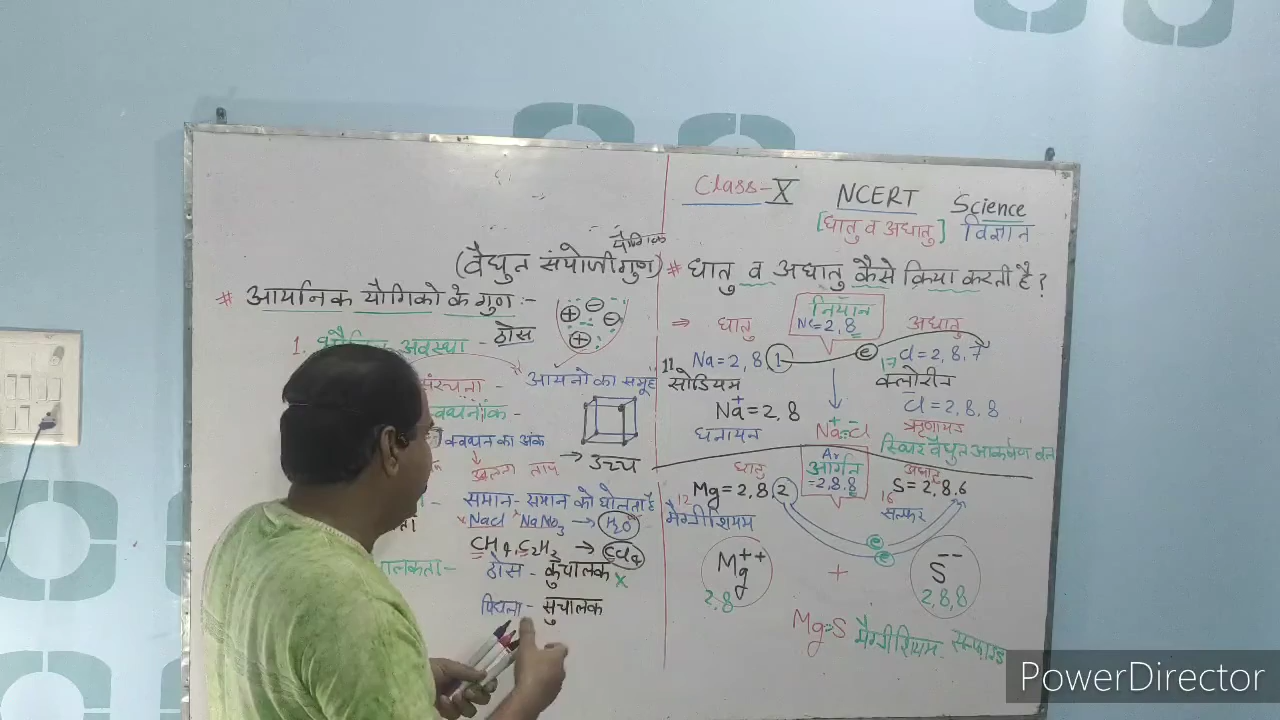 Class-X NCERT Science
[धातु व अधातु] विज्ञान
यौगिक
(वैद्युत संयोजी गुण)
# आयनिक यौगिको के गुण :-
1. भौतिक अवस्था - ठोस
संरचना - आयनो का समूह
क्वथनांक -
क्वथन का अंक
ताप → उच्च
समान-समान को घोलता है
NaCl NaNO3 → H2O
CH4, C2H2 → CCl4
ठोस - कुचालक x
पिघला - सुचालक
# धातु व अधातु कैसे क्रिया करती है?
⇒ धातु
नियॉन
Ne=2,8
अधातु
11 Na=2,8,1 e 17 Cl=2,8,7
सोडियम क्लोरीन
Na+=2,8 Cl=2,8,8
धनायन Na+Cl- ऋणायन
स्थिर वैद्युत आकर्षण बल
धातु
Ar
आर्गन
=2,8,8
अधातु
12 Mg=2,8,2 16 S=2,8,6
मैग्नीशियम सल्फर
e
e
Mg++ + S--
2,8 2,8,8
Mg=S मैग्नीशियम-सल्फाइड
PowerDirector